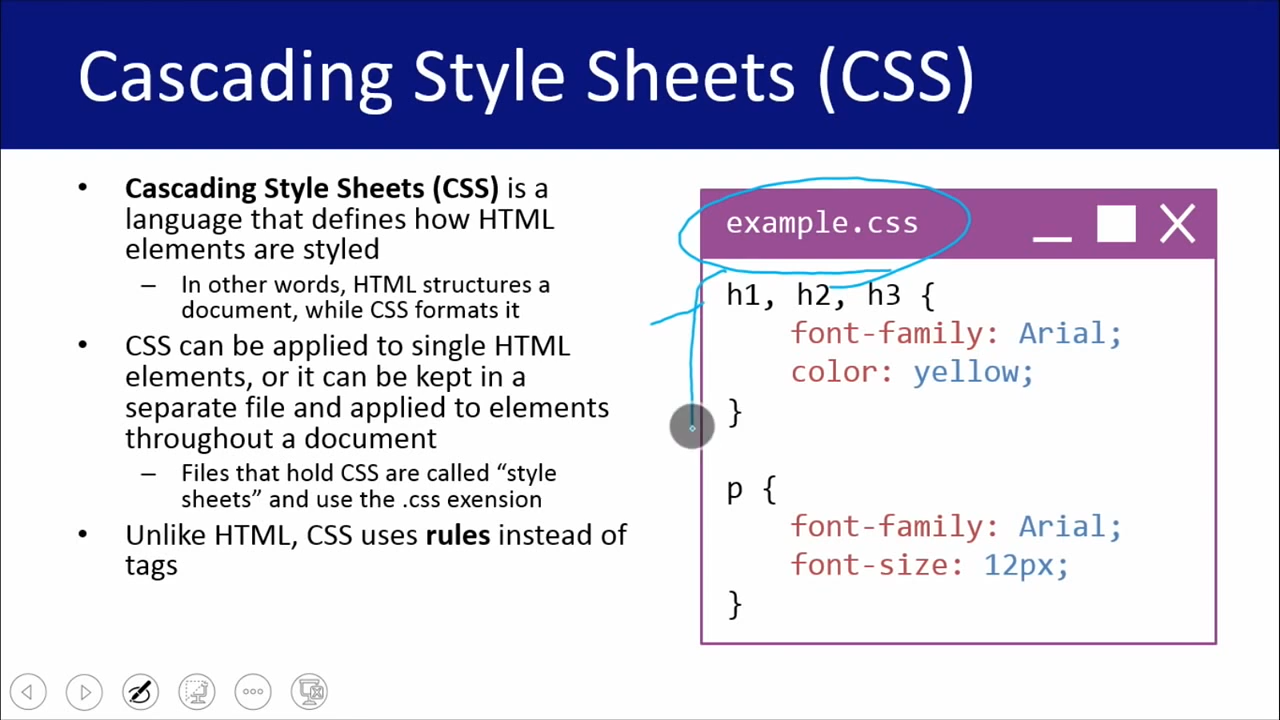 Cascading Style Sheets (CSS)
• Cascading Style Sheets (CSS) is a
language that defines how HTML
elements are styled
– In other words, HTML structures a
document, while CSS formats it
• CSS can be applied to single HTML
elements, or it can be kept in a
separate file and applied to elements
throughout a document
– Files that hold CSS are called “style
sheets” and use the .css exension
• Unlike HTML, CSS uses rules instead of
tags
example.css
h1, h2, h3 {
font-family: Arial;
color: yellow;
}
p {
font-family: Arial;
font-size: 12px;
}